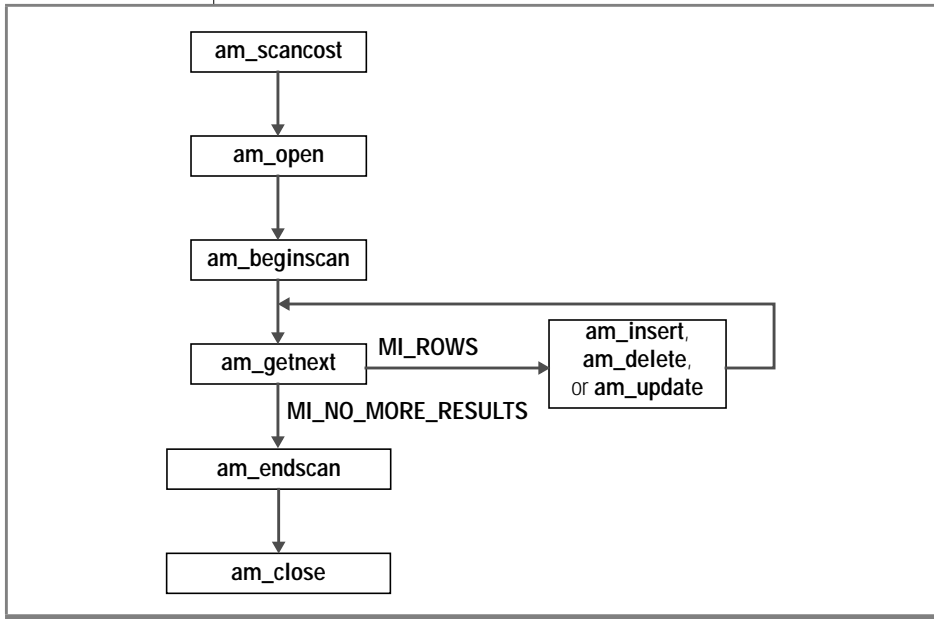 am_scancost
am_open
am_beginscan
am_getnext
MI_ROWS
am_insert,
am_delete,
or am_update
MI_NO_MORE_RESULTS
am_endscan
am_close